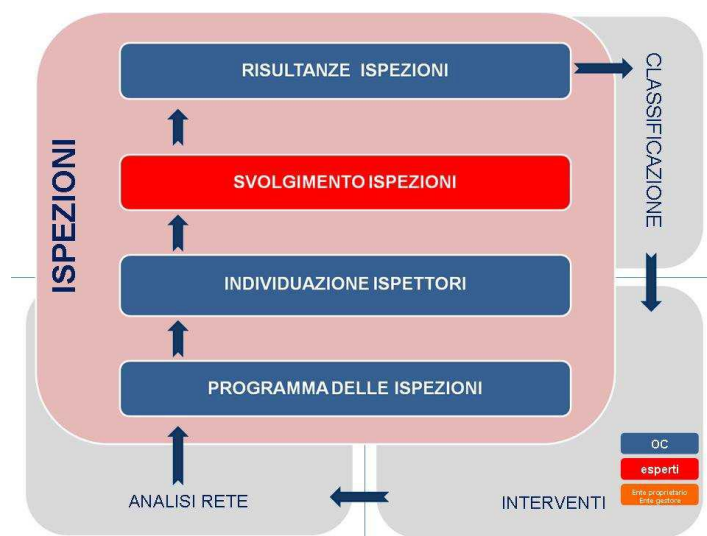 RISULTANZE ISPEZIONI
SVOLGIMENTO ISPEZIONI
INDIVIDUAZIONE ISPETTORI
PROGRAMMA DELLE ISPEZIONI
ISPEZIONI
CLASSIFICAZIONE
ANALISI RETE
INTERVENTI
OC
esperti
Ente proprietario
Ente gestore